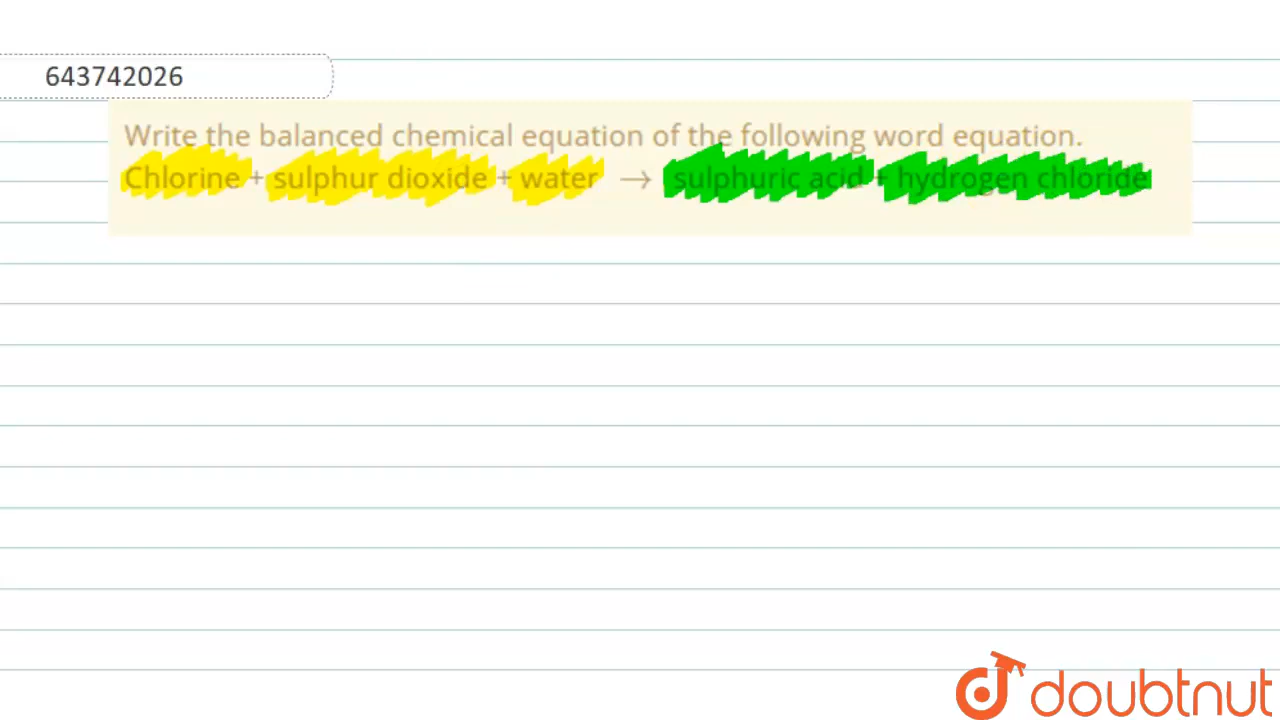 643742026
Write the balanced chemical equation of the following word equation.
Chlorine + sulphur dioxide + water → sulphuric acid + hydrogen chloride
doubtnut